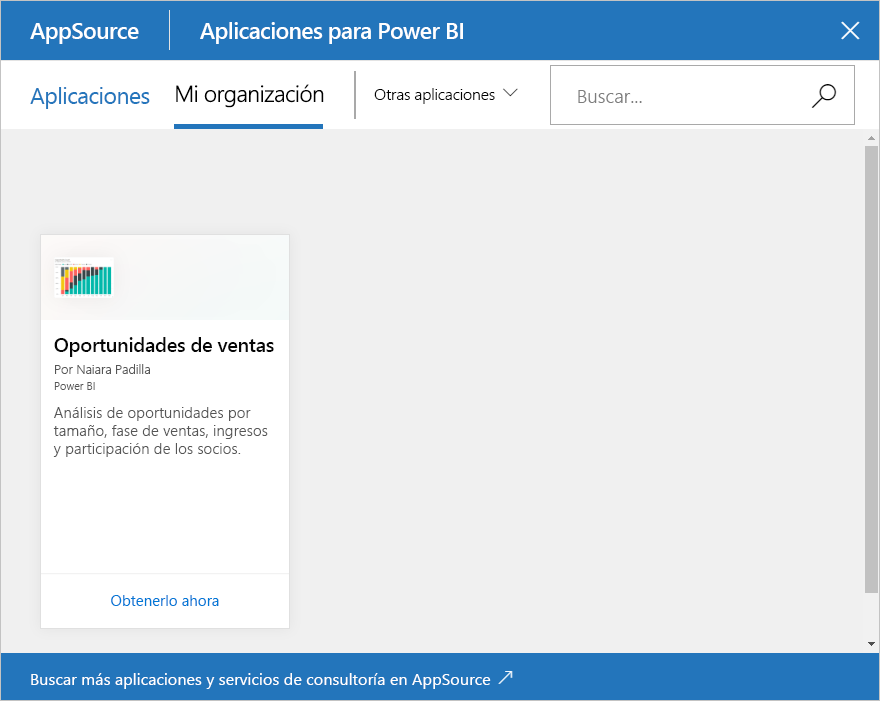 AppSource
Aplicaciones para Power BI
Aplicaciones
Mi organización
Otras aplicaciones
Buscar...
Oportunidades de ventas
Por Naiara Padilla
Power BI
Análisis de oportunidades por
tamaño, fase de ventas, ingresos
y participación de los socios.
Obtenerlo ahora
Buscar más aplicaciones y servicios de consultoría en AppSource